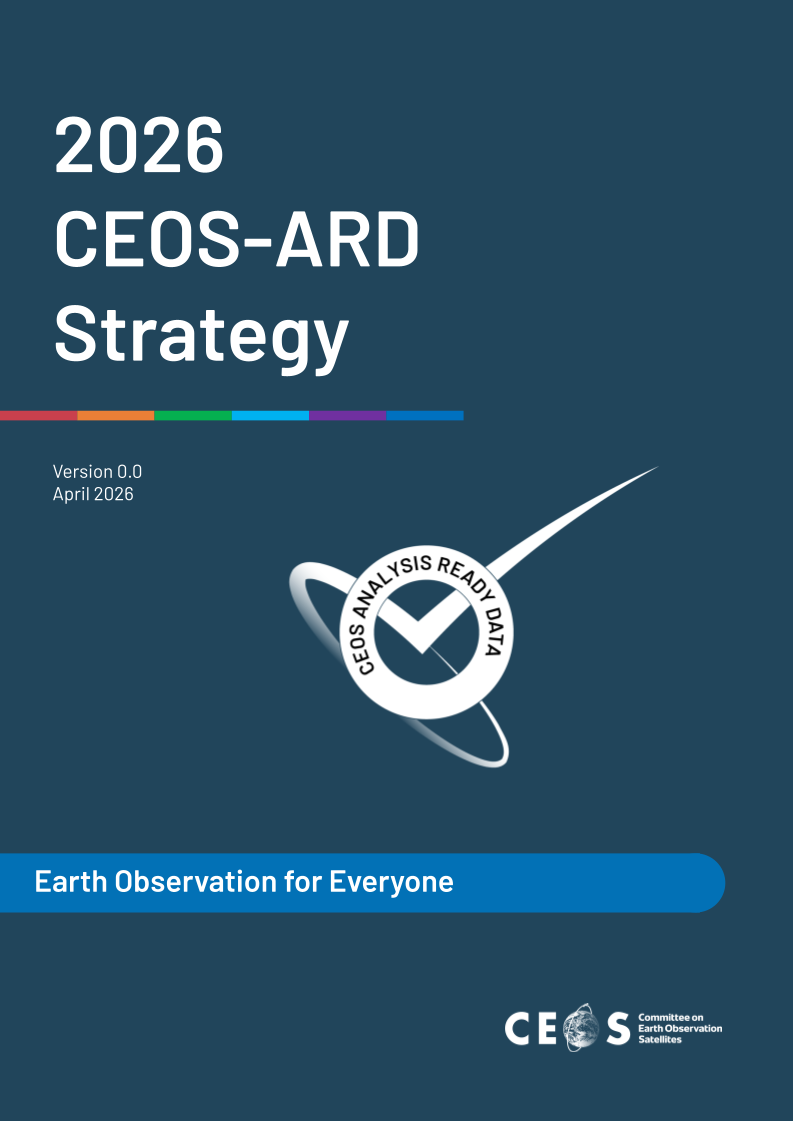 2026
CEOS-ARD
Strategy
Version 0.0
April 2026
CEOS ANALYSIS READY DATA
Earth Observation for Everyone
CEOS
Committee on
Earth Observation
Satellites